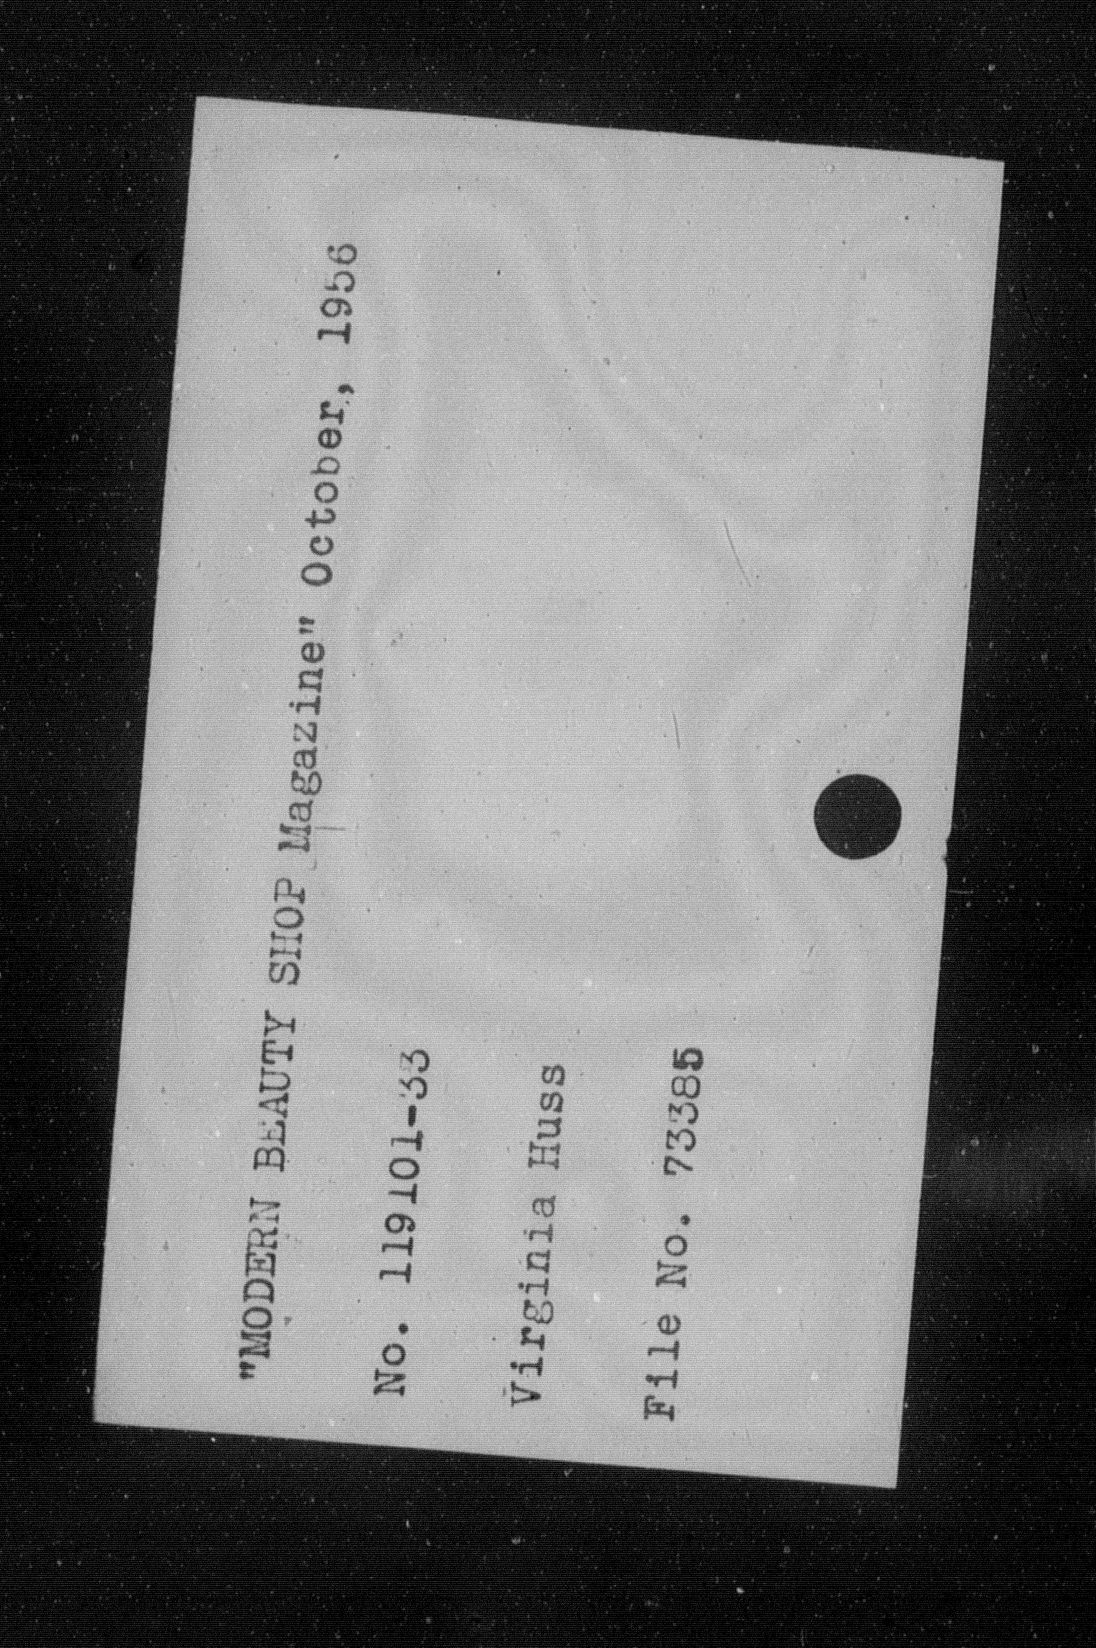 "MODERN BEAUTY SHOP Magazine" October, 1956
No. 119101-33
Virginia Huss
File No. 73385